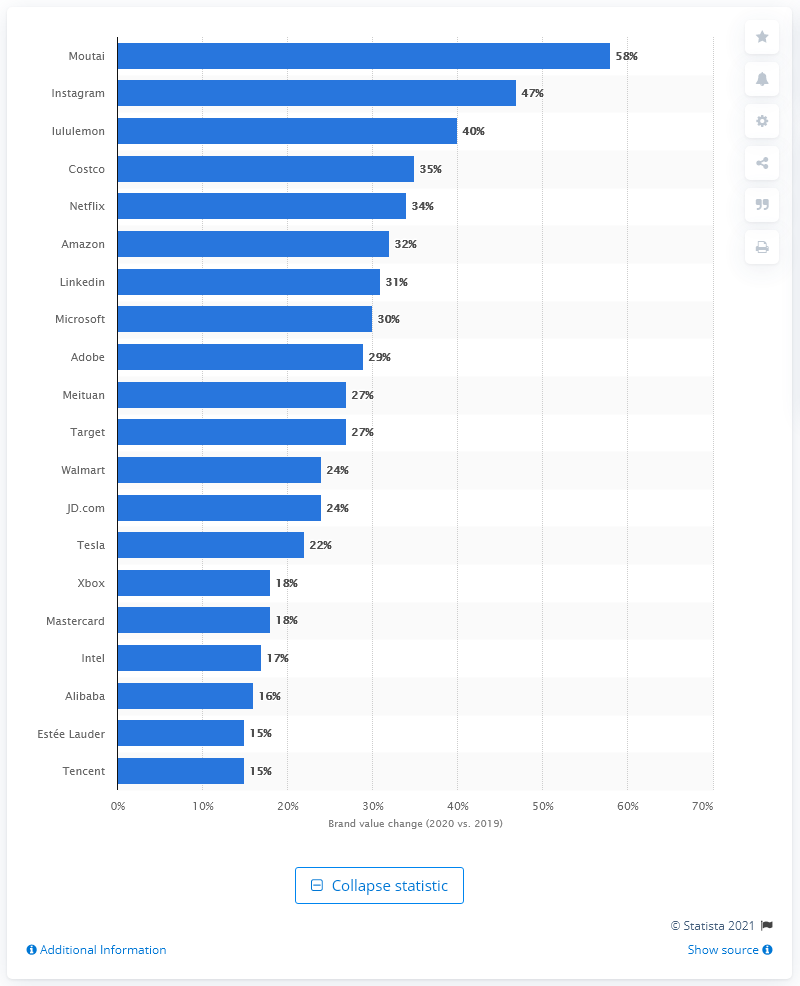 Moutai 58%
Instagram 47%
lululemon 40%
Costco 35%
Netflix 34%
Amazon 32%
Linkedin 31%
Microsoft 30%
Adobe 29%
Meituan 27%
Target 27%
Walmart 24%
JD.com 24%
Tesla 22%
Xbox 18%
Mastercard 18%
Intel 17%
Alibaba 16%
Estée Lauder 15%
Tencent 15%
0% 10% 20% 30% 40% 50% 60% 70%
Brand value change (2020 vs. 2019)
Collapse statistic
© Statista 2021
Additional Information Show source